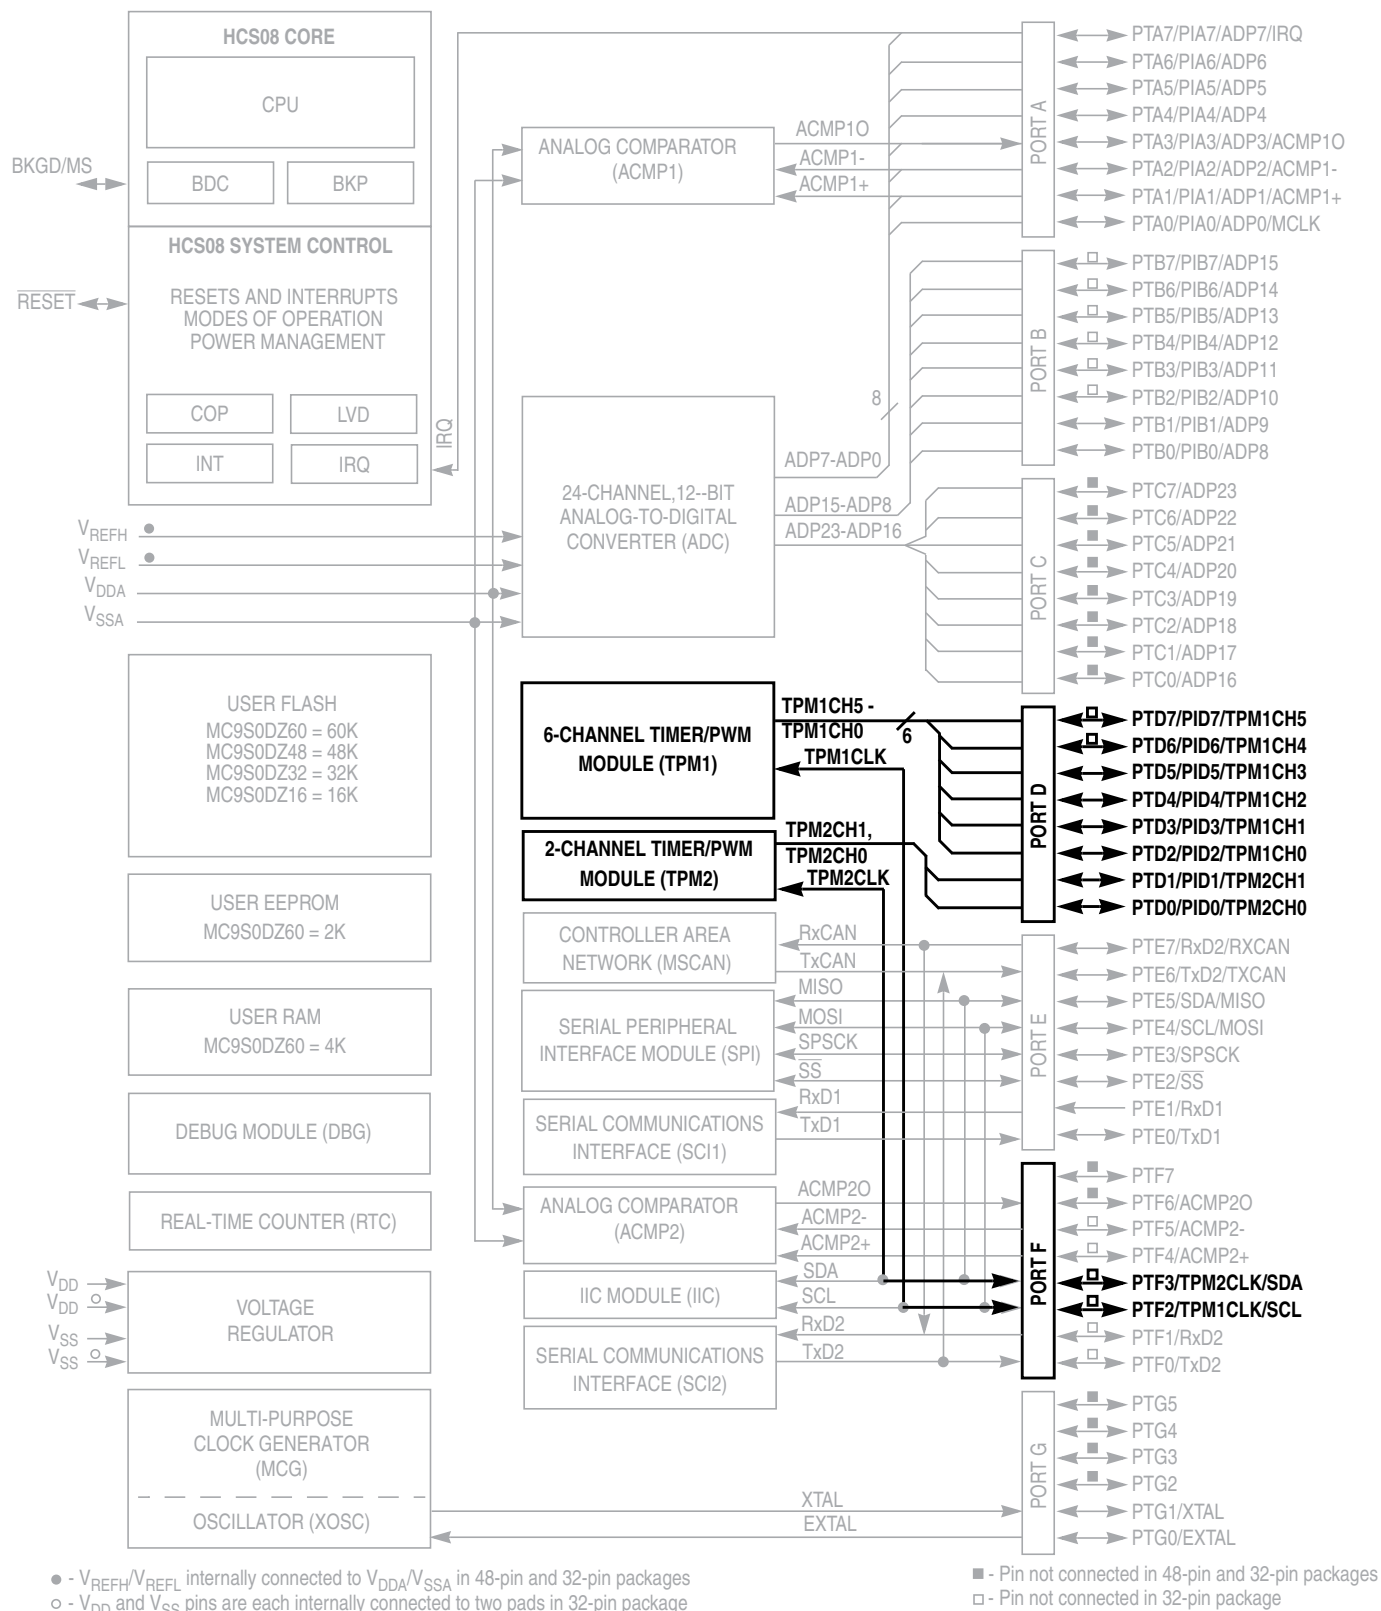 HCS08 CORE
CPU
BDC
BKP
BKGD/MS
HCS08 SYSTEM CONTROL
RESETS AND INTERRUPTS
MODES OF OPERATION
POWER MANAGEMENT
RESET
COP
LVD
INT
IRQ
IRQ
VREFH
VREFL
VDDA
VSSA
USER FLASH
MC9S0DZ60 = 60K
MC9S0DZ48 = 48K
MC9S0DZ32 = 32K
MC9S0DZ16 = 16K
USER EEPROM
MC9S0DZ60 = 2K
USER RAM
MC9S0DZ60 = 4K
DEBUG MODULE (DBG)
REAL-TIME COUNTER (RTC)
VDD
VDD
VSS
VSS
VOLTAGE
REGULATOR
MULTI-PURPOSE
CLOCK GENERATOR
(MCG)
OSCILLATOR (XOSC)
ANALOG COMPARATOR
(ACMP1)
ACMP1O
ACMP1-
ACMP1+
24-CHANNEL,12--BIT
ANALOG-TO-DIGITAL
CONVERTER (ADC)
8
ADP7-ADP0
ADP15-ADP8
ADP23-ADP16
6-CHANNEL TIMER/PWM
MODULE (TPM1)
TPM1CH5 -
TPM1CH0
6
TPM1CLK
2-CHANNEL TIMER/PWM
MODULE (TPM2)
TPM2CH1,
TPM2CH0
TPM2CLK
CONTROLLER AREA
NETWORK (MSCAN)
RxCAN
TxCAN
SERIAL PERIPHERAL
INTERFACE MODULE (SPI)
MISO
MOSI
SPSCK
SS
SERIAL COMMUNICATIONS
INTERFACE (SCI1)
RxD1
TxD1
ANALOG COMPARATOR
(ACMP2)
ACMP2O
ACMP2-
ACMP2+
IIC MODULE (IIC)
SDA
SCL
SERIAL COMMUNICATIONS
INTERFACE (SCI2)
RxD2
TxD2
XTAL
EXTAL
PORT A
PTA7/PIA7/ADP7/IRQ
PTA6/PIA6/ADP6
PTA5/PIA5/ADP5
PTA4/PIA4/ADP4
PTA3/PIA3/ADP3/ACMP1O
PTA2/PIA2/ADP2/ACMP1-
PTA1/PIA1/ADP1/ACMP1+
PTA0/PIA0/ADP0/MCLK
PORT B
PTB7/PIB7/ADP15
PTB6/PIB6/ADP14
PTB5/PIB5/ADP13
PTB4/PIB4/ADP12
PTB3/PIB3/ADP11
PTB2/PIB2/ADP10
PTB1/PIB1/ADP9
PTB0/PIB0/ADP8
PORT C
PTC7/ADP23
PTC6/ADP22
PTC5/ADP21
PTC4/ADP20
PTC3/ADP19
PTC2/ADP18
PTC1/ADP17
PTC0/ADP16
PORT D
PTD7/PID7/TPM1CH5
PTD6/PID6/TPM1CH4
PTD5/PID5/TPM1CH3
PTD4/PID4/TPM1CH2
PTD3/PID3/TPM1CH1
PTD2/PID2/TPM1CH0
PTD1/PID1/TPM2CH1
PTD0/PID0/TPM2CH0
PORT E
PTE7/RxD2/RXCAN
PTE6/TxD2/TXCAN
PTE5/SDA/MISO
PTE4/SCL/MOSI
PTE3/SPSCK
PTE2/SS
PTE1/RxD1
PTE0/TxD1
PORT F
PTF7
PTF6/ACMP2O
PTF5/ACMP2-
PTF4/ACMP2+
PTF3/TPM2CLK/SDA
PTF2/TPM1CLK/SCL
PTF1/RxD2
PTF0/TxD2
PORT G
PTG5
PTG4
PTG3
PTG2
PTG1/XTAL
PTG0/EXTAL
● - VREFH/VREFL internally connected to VDDA/VSSA in 48-pin and 32-pin packages
○ - VDD and VSS pins are each internally connected to two pads in 32-pin package
■ - Pin not connected in 48-pin and 32-pin packages
□ - Pin not connected in 32-pin package